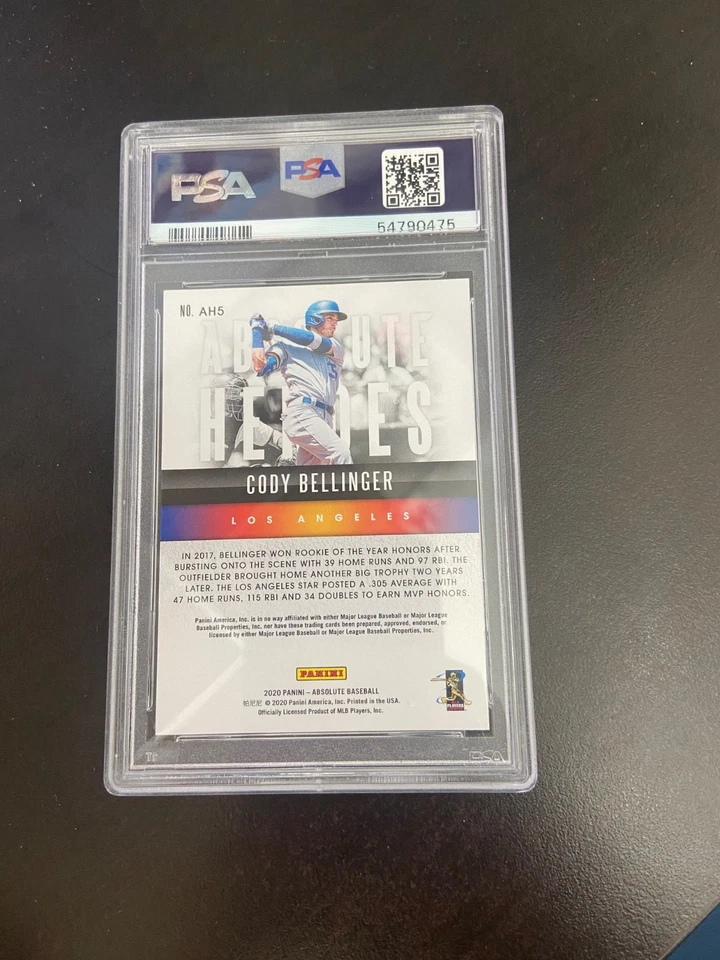 PSA PSA
54790475
NO. AH5
ABSOLUTE
HEROES
CODY BELLINGER
LOS ANGELES
IN 2017, BELLINGER WON ROOKIE OF THE YEAR HONORS AFTER
BURSTING ONTO THE SCENE WITH 39 HOME RUNS AND 97 RBI. THE
OUTFIELDER BROUGHT HOME ANOTHER BIG TROPHY TWO YEARS
LATER. THE LOS ANGELES STAR POSTED A .305 AVERAGE WITH
47 HOME RUNS, 115 RBI AND 34 DOUBLES TO EARN MVP HONORS.
Panini America, Inc. is in no way affiliated with either Major League Baseball or Major League
Baseball Properties, Inc. nor have these trading cards been prepared, approved, endorsed, or
licensed by either Major League Baseball or Major League Baseball Properties, Inc.
PANINI
2020 PANINI – ABSOLUTE BASEBALL
帕尼尼 © 2020 Panini America, Inc. Printed in the USA.
Officially Licensed Product of MLB Players, Inc.
PLAYERS
PSA